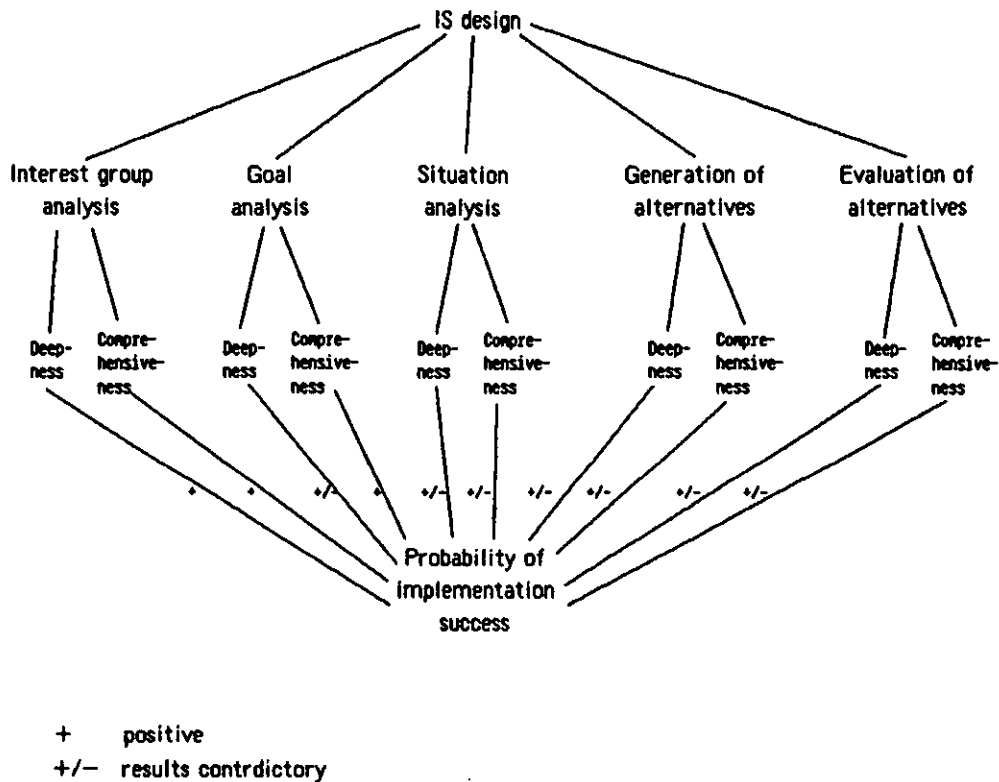 IS design
Interest group
analysis
Goal
analysis
Situation
analysis
Generation of
alternatives
Evaluation of
alternatives
Deep-
ness
Compre-
hensive-
ness
Deep-
ness
Compre-
hensive-
ness
Deep-
ness
Compre-
hensive-
ness
Deep-
ness
Compre-
hensive-
ness
Deep-
ness
Compre-
hensive-
ness
+ + +/- + +/- +/- +/- +/- +/- +/-
Probability of
implementation
success
+ positive
+/- results contrdictory